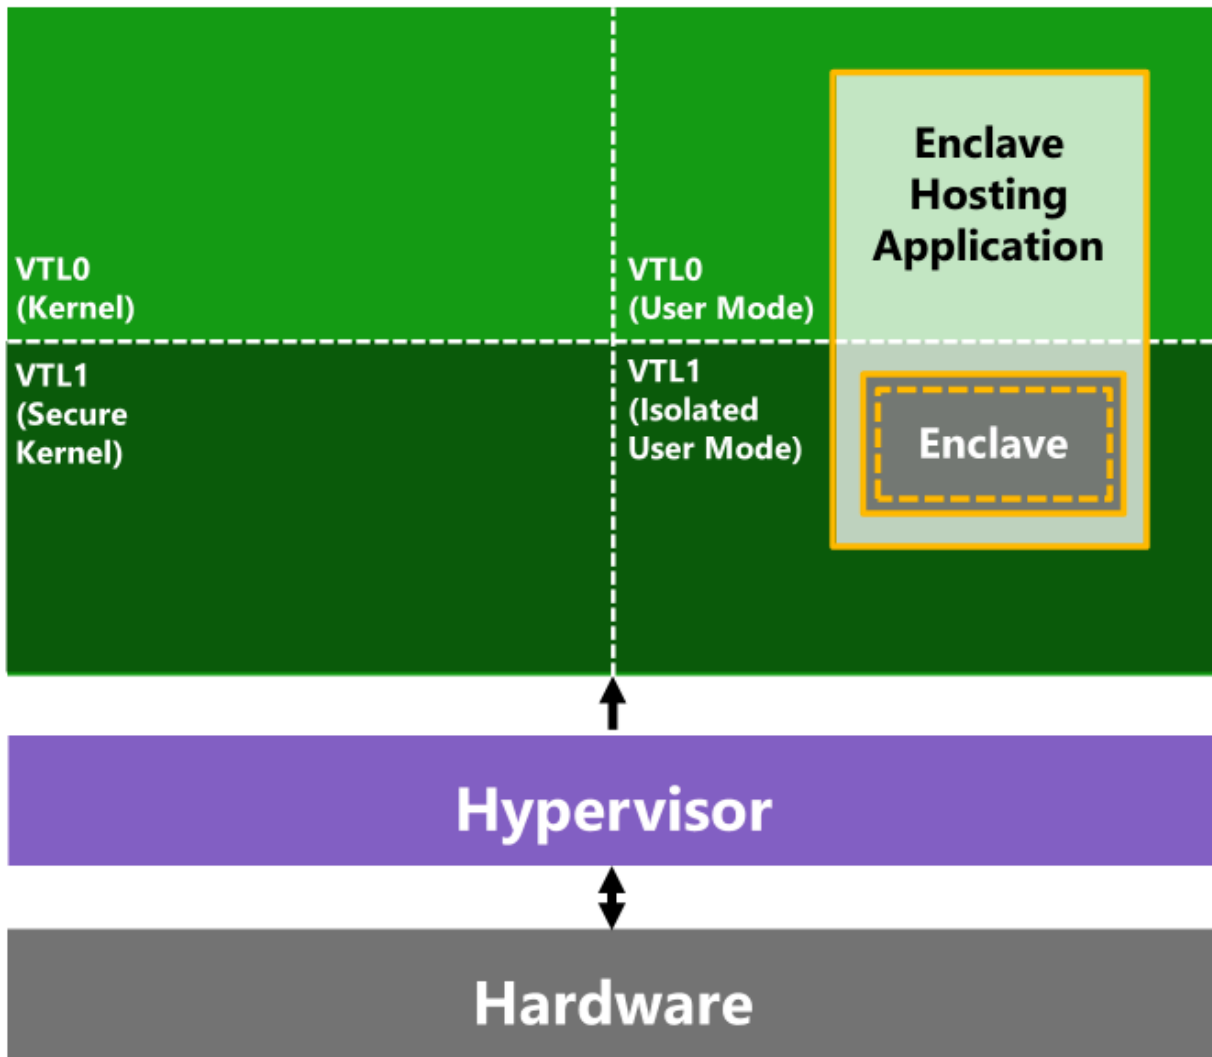 Enclave
Hosting
Application
VTL0
(Kernel)
VTL0
(User Mode)
VTL1
(Secure
Kernel)
VTL1
(Isolated
User Mode)
Enclave
Hypervisor
Hardware